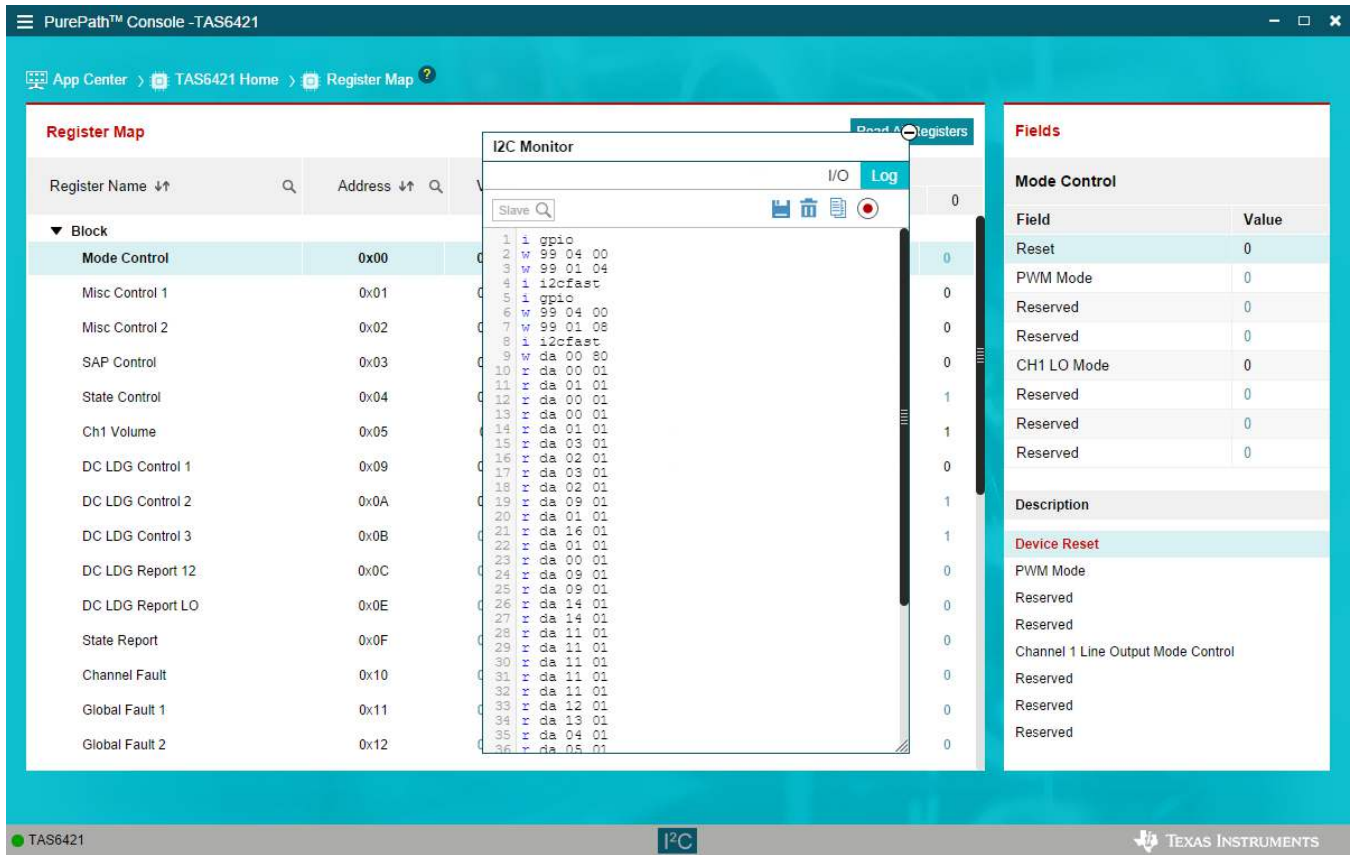 PurePath™ Console -TAS6421
App Center > TAS6421 Home > Register Map ?
Register Map
Registers
Register Name
Address
0
Block
Mode Control 0x00 0
Misc Control 1 0x01 0
Misc Control 2 0x02 0
SAP Control 0x03 0
State Control 0x04 1
Ch1 Volume 0x05 1
DC LDG Control 1 0x09 0
DC LDG Control 2 0x0A 1
DC LDG Control 3 0x0B 1
DC LDG Report 12 0x0C 0
DC LDG Report LO 0x0E 0
State Report 0x0F 0
Channel Fault 0x10 0
Global Fault 1 0x11 0
Global Fault 2 0x12 0
I2C Monitor
I/O Log
Slave
1 i gpio
2 w 99 04 00
3 w 99 01 04
4 i i2cfast
5 i gpio
6 w 99 04 00
7 w 99 01 08
8 i i2cfast
9 w da 00 80
10 r da 00 01
11 r da 01 01
12 r da 00 01
13 r da 00 01
14 r da 01 01
15 r da 03 01
16 r da 02 01
17 r da 03 01
18 r da 02 01
19 r da 09 01
20 r da 01 01
21 r da 16 01
22 r da 01 01
23 r da 00 01
24 r da 09 01
25 r da 09 01
26 r da 14 01
27 r da 14 01
28 r da 11 01
29 r da 11 01
30 r da 11 01
31 r da 11 01
32 r da 11 01
33 r da 12 01
34 r da 13 01
35 r da 04 01
36 r da 05 01
Fields
Mode Control
Field Value
Reset 0
PWM Mode 0
Reserved 0
Reserved 0
CH1 LO Mode 0
Reserved 0
Reserved 0
Reserved 0
Description
Device Reset
PWM Mode
Reserved
Reserved
Channel 1 Line Output Mode Control
Reserved
Reserved
Reserved
TAS6421
I²C
TEXAS INSTRUMENTS